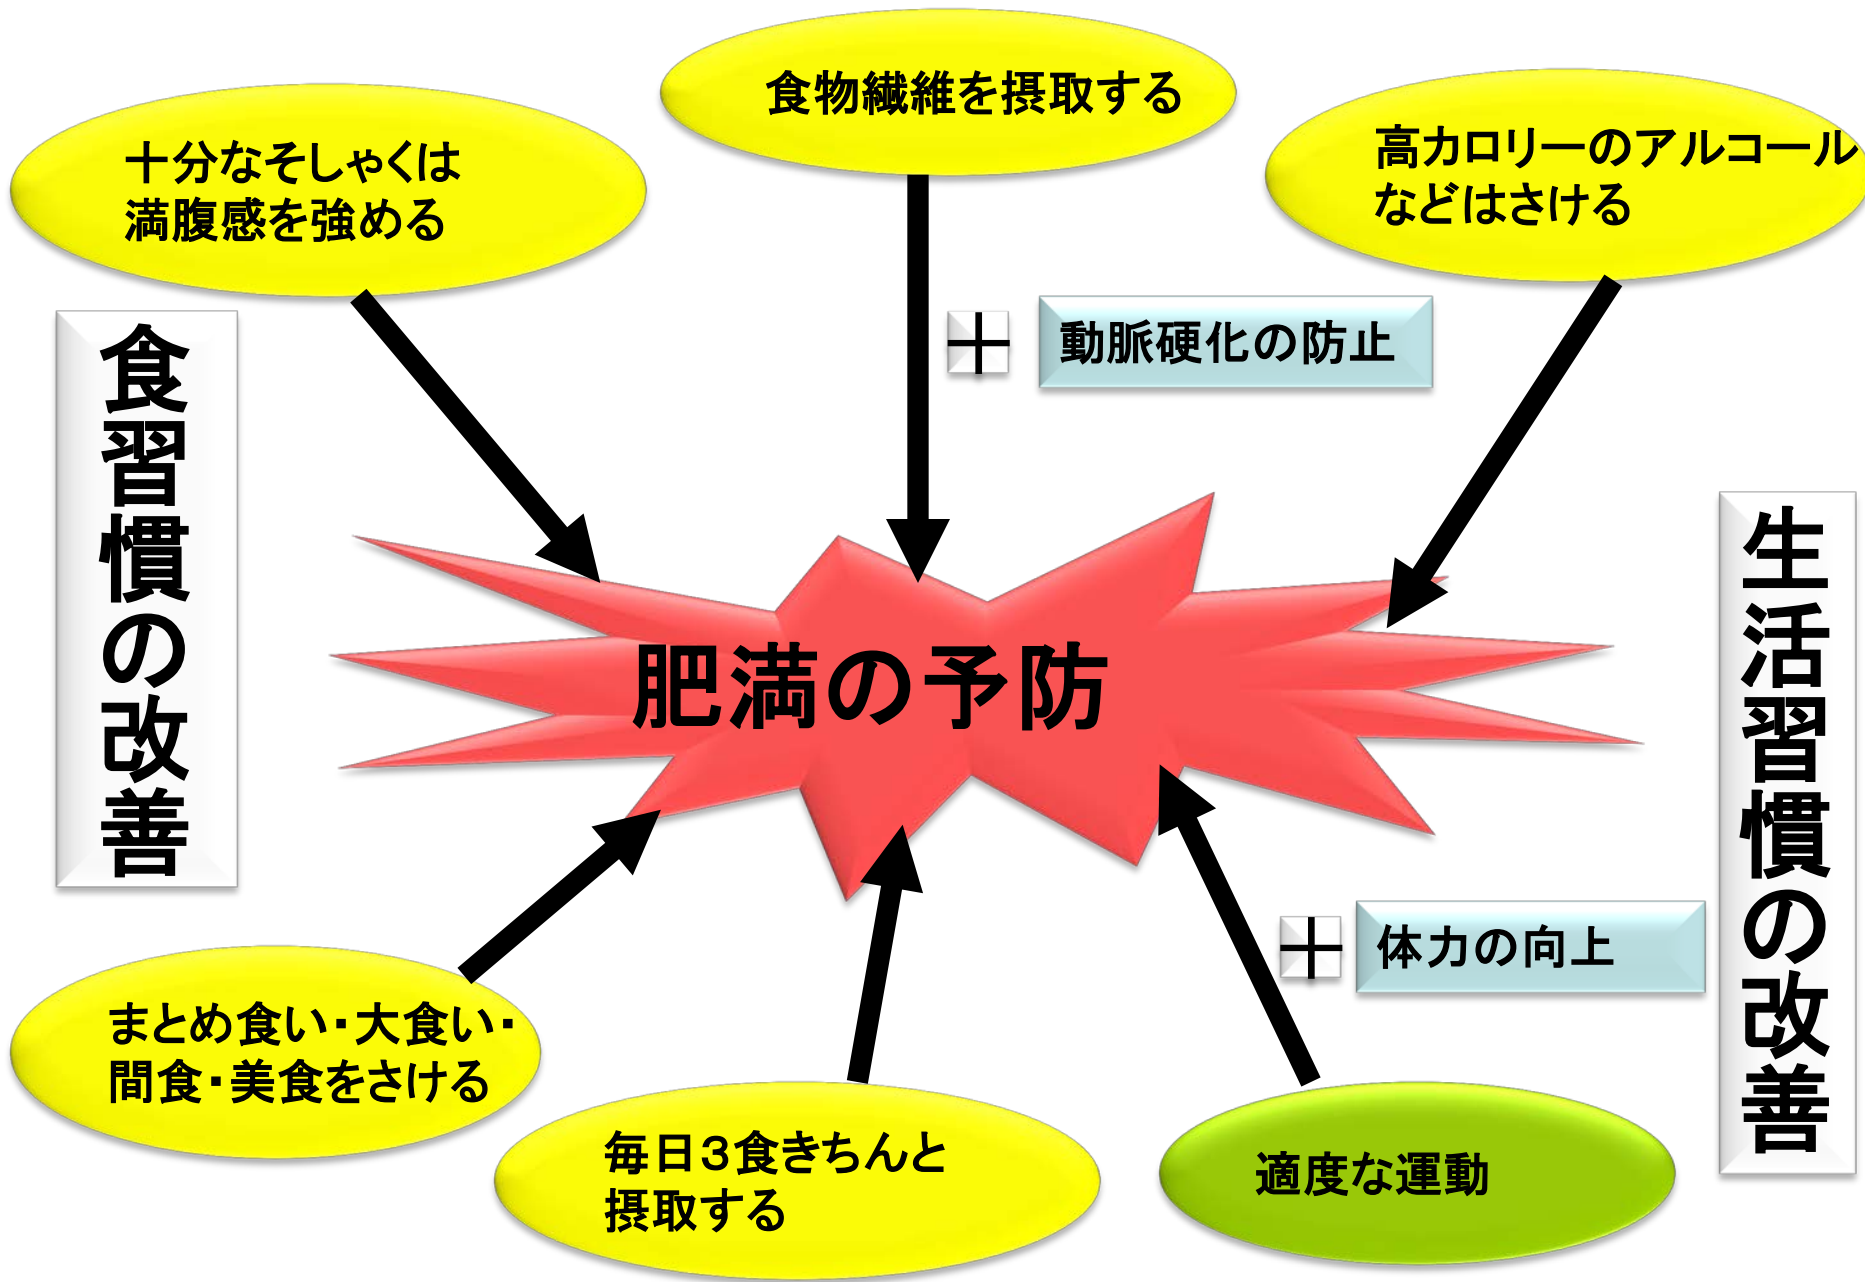 食物繊維を摂取する
十分なそしゃくは
満腹感を強める
高カロリーのアルコール
などはさける
＋
動脈硬化の防止
食習慣の改善
生活習慣の改善
肥満の予防
＋
体力の向上
まとめ食い・大食い・
間食・美食をさける
毎日３食きちんと
摂取する
適度な運動